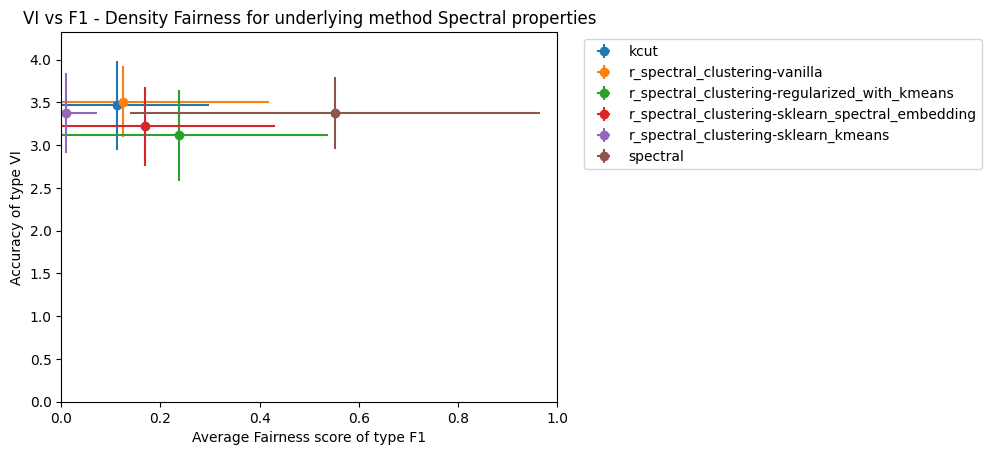 VI vs F1 - Density Fairness for underlying method Spectral properties
Accuracy of type VI
4.0
3.5
3.0
2.5
2.0
1.5
1.0
0.5
0.0
0.0
0.2
0.4
0.6
0.8
1.0
Average Fairness score of type F1
kcut
r_spectral_clustering-vanilla
r_spectral_clustering-regularized_with_kmeans
r_spectral_clustering-sklearn_spectral_embedding
r_spectral_clustering-sklearn_kmeans
spectral